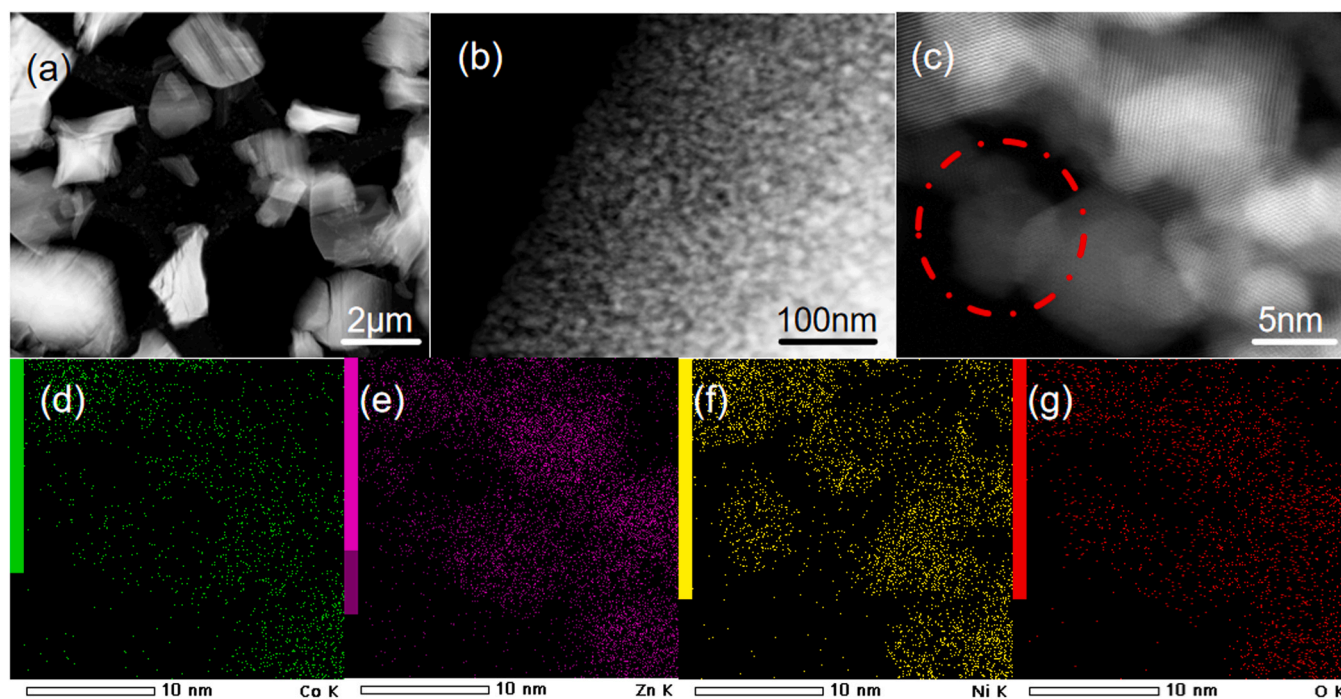 (a)
2μm
(b)
100nm
(c)
5nm
(d)
10 nm Co K
(e)
10 nm Zn K
(f)
10 nm Ni K
(g)
10 nm O K